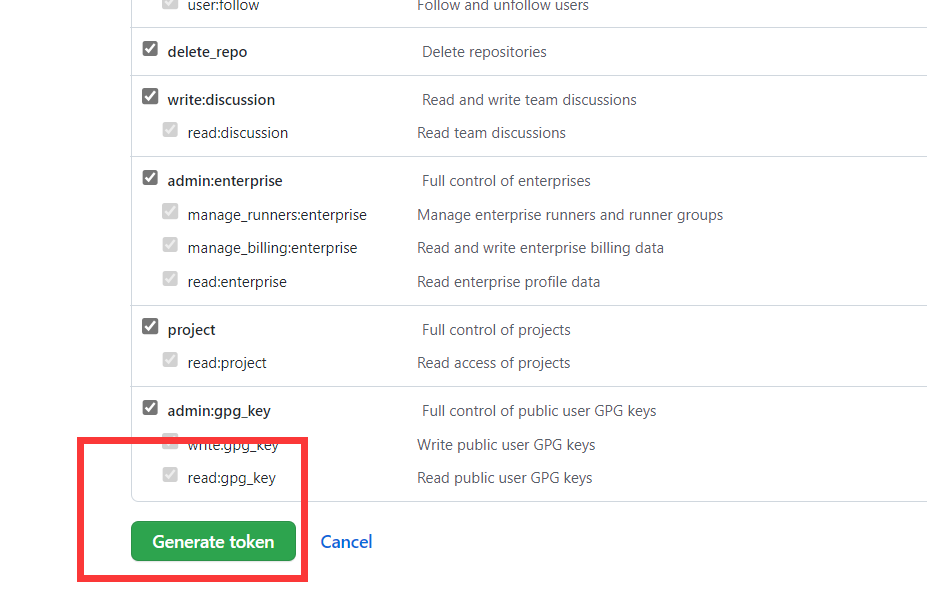 user:follow Follow and unfollow users
delete_repo Delete repositories
write:discussion Read and write team discussions
read:discussion Read team discussions
admin:enterprise Full control of enterprises
manage_runners:enterprise Manage enterprise runners and runner groups
manage_billing:enterprise Read and write enterprise billing data
read:enterprise Read enterprise profile data
project Full control of projects
read:project Read access of projects
admin:gpg_key Full control of public user GPG keys
write:gpg_key Write public user GPG keys
read:gpg_key Read public user GPG keys
Generate token Cancel